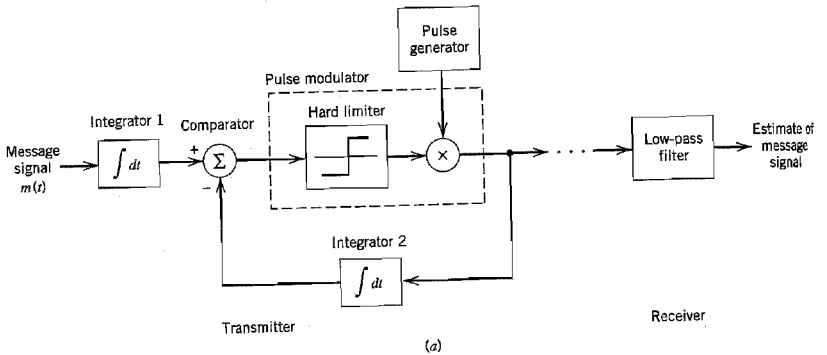 Pulse
generator
Pulse modulator
Hard limiter
Integrator 1
Comparator
Message
signal
m(t)
∫ dt
+
Σ
−
×
. . .
Low-pass
filter
Estimate of
message
signal
Integrator 2
∫ dt
Transmitter
Receiver
(a)